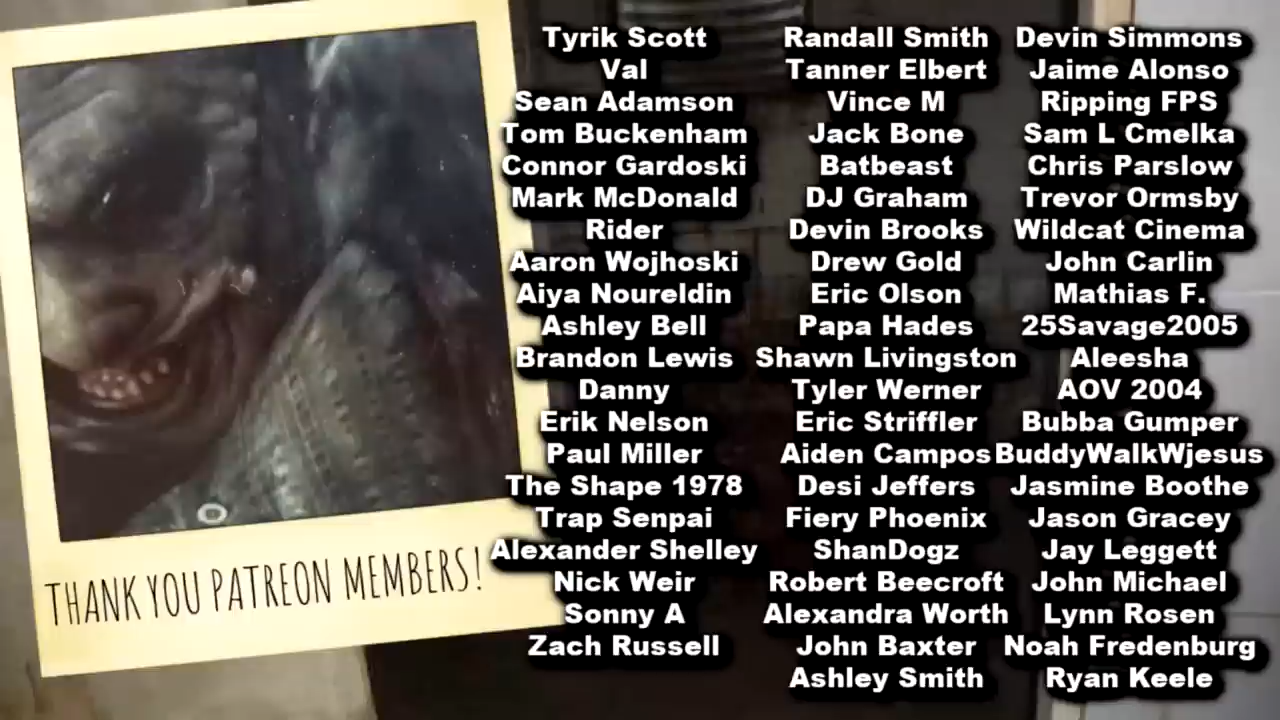 THANK YOU PATREON MEMBERS!
Tyrik Scott
Val
Sean Adamson
Tom Buckenham
Connor Gardoski
Mark McDonald
Rider
Aaron Wojhoski
Aiya Noureldin
Ashley Bell
Brandon Lewis
Danny
Erik Nelson
Paul Miller
The Shape 1978
Trap Senpai
Alexander Shelley
Nick Weir
Sonny A
Zach Russell
Randall Smith
Tanner Elbert
Vince M
Jack Bone
Batbeast
DJ Graham
Devin Brooks
Drew Gold
Eric Olson
Papa Hades
Shawn Livingston
Tyler Werner
Eric Striffler
Aiden Campos
Desi Jeffers
Fiery Phoenix
ShanDogz
Robert Beecroft
Alexandra Worth
John Baxter
Ashley Smith
Devin Simmons
Jaime Alonso
Ripping FPS
Sam L Cmelka
Chris Parslow
Trevor Ormsby
Wildcat Cinema
John Carlin
Mathias F.
25Savage2005
Aleesha
AOV 2004
Bubba Gumper
BuddyWalkWjesus
Jasmine Boothe
Jason Gracey
Jay Leggett
John Michael
Lynn Rosen
Noah Fredenburg
Ryan Keele